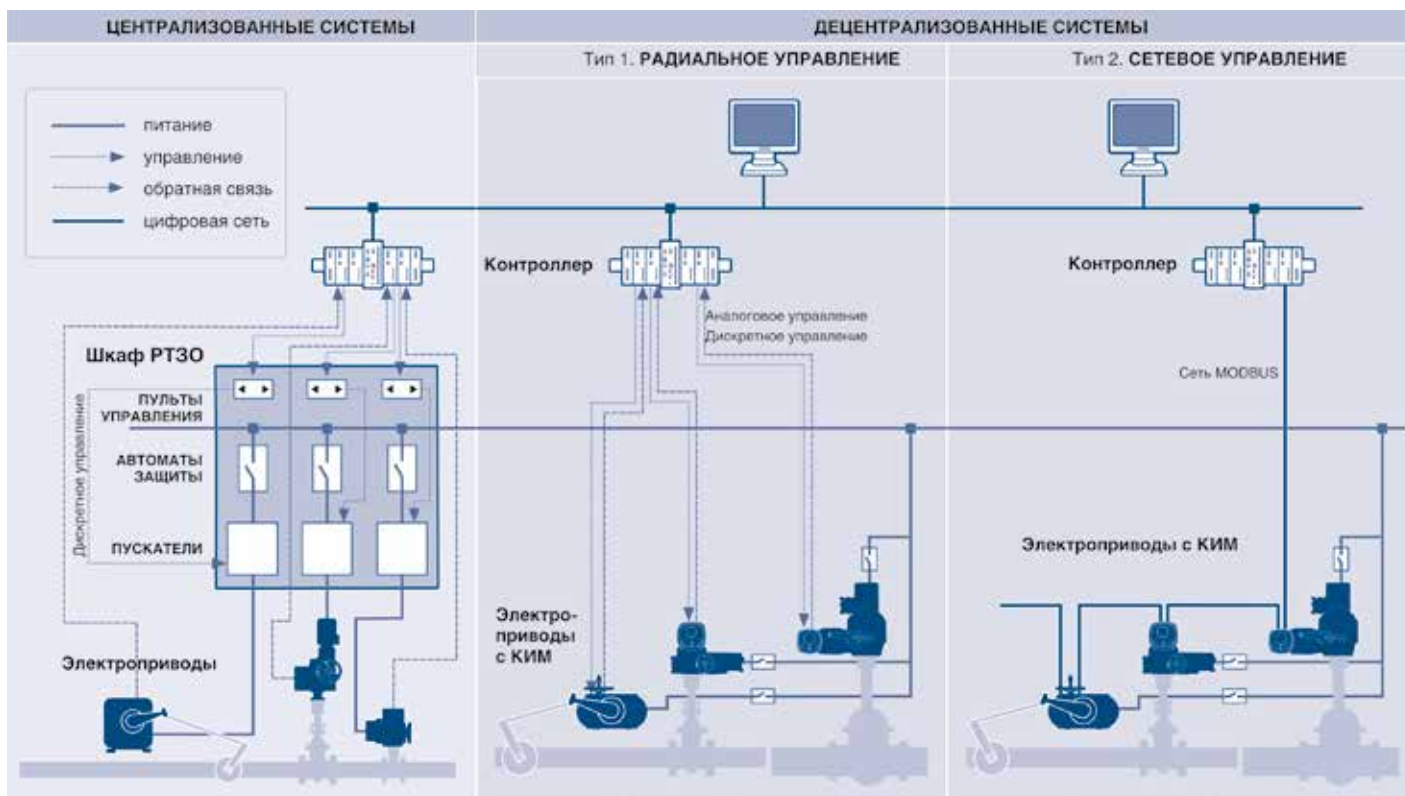 ЦЕНТРАЛИЗОВАННЫЕ СИСТЕМЫ
ДЕЦЕНТРАЛИЗОВАННЫЕ СИСТЕМЫ
Тип 1. РАДИАЛЬНОЕ УПРАВЛЕНИЕ
Тип 2. СЕТЕВОЕ УПРАВЛЕНИЕ
питание
управление
обратная связь
цифровая сеть
Шкаф РТЗО
ПУЛЬТЫ
УПРАВЛЕНИЯ
АВТОМАТЫ
ЗАЩИТЫ
ПУСКАТЕЛИ
Дискретное управление
Электроприводы
Контроллер
Аналоговое управление
Дискретное управление
Электро-
приводы
с КИМ
Контроллер
Сеть MODBUS
Электроприводы с КИМ